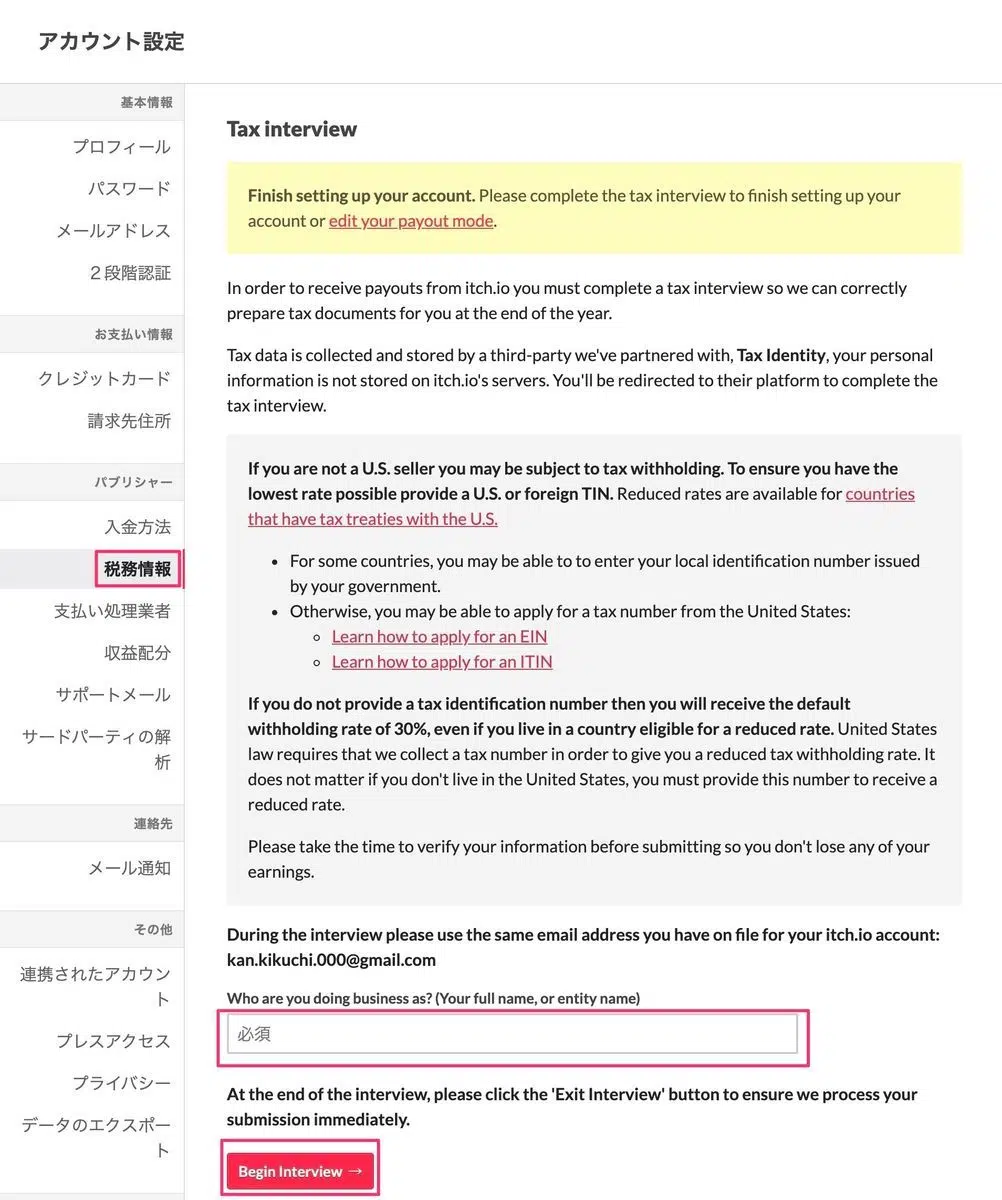 アカウント設定
基本情報
プロフィール
パスワード
メールアドレス
２段階認証
お支払い情報
クレジットカード
請求先住所
パブリシャー
入金方法
税務情報
支払い処理業者
収益配分
サポートメール
サードパーティの解
析
連絡先
メール通知
その他
連携されたアカウン
ト
プレスアクセス
プライバシー
データのエクスポー
ト
Tax interview
Finish setting up your account. Please complete the tax interview to finish setting up your
account or edit your payout mode.
In order to receive payouts from itch.io you must complete a tax interview so we can correctly
prepare tax documents for you at the end of the year.
Tax data is collected and stored by a third-party we've partnered with, Tax Identity, your personal
information is not stored on itch.io's servers. You'll be redirected to their platform to complete the
tax interview.
If you are not a U.S. seller you may be subject to tax withholding. To ensure you have the
lowest rate possible provide a U.S. or foreign TIN. Reduced rates are available for countries
that have tax treaties with the U.S.
• For some countries, you may be able to to enter your local identification number issued
by your government.
• Otherwise, you may be able to apply for a tax number from the United States:
◦ Learn how to apply for an EIN
◦ Learn how to apply for an ITIN
If you do not provide a tax identification number then you will receive the default
withholding rate of 30%, even if you live in a country eligible for a reduced rate. United States
law requires that we collect a tax number in order to give you a reduced tax withholding rate. It
does not matter if you don't live in the United States, you must provide this number to receive a
reduced rate.
Please take the time to verify your information before submitting so you don't lose any of your
earnings.
During the interview please use the same email address you have on file for your itch.io account:
kan.kikuchi.000@gmail.com
Who are you doing business as? (Your full name, or entity name)
必須
At the end of the interview, please click the 'Exit Interview' button to ensure we process your
submission immediately.
Begin Interview →